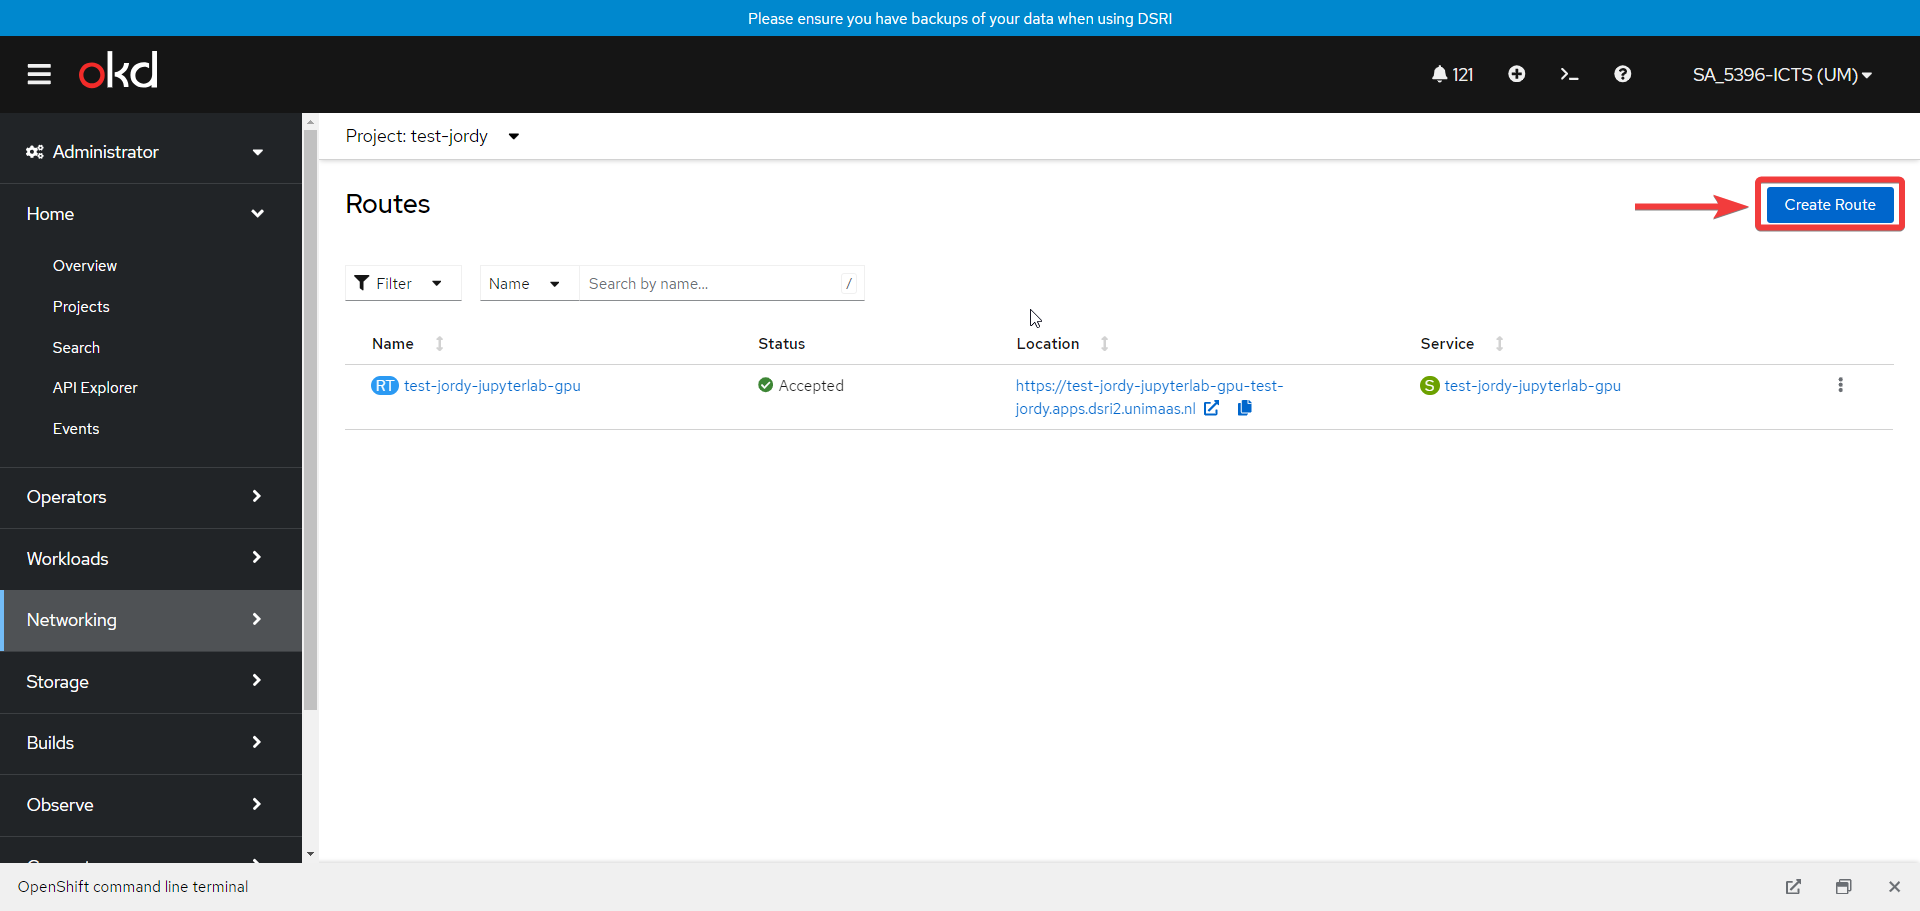 Please ensure you have backups of your data when using DSRI
okd
121
SA_5396-ICTS (UM)
Administrator
Home
Overview
Projects
Search
API Explorer
Events
Operators
Workloads
Networking
Storage
Builds
Observe
Project: test-jordy
Routes
Create Route
Filter
Name
Search by name...
/
Name
Status
Location
Service
RT test-jordy-jupyterlab-gpu
Accepted
https://test-jordy-jupyterlab-gpu-test-
jordy.apps.dsri2.unimaas.nl
S test-jordy-jupyterlab-gpu
OpenShift command line terminal